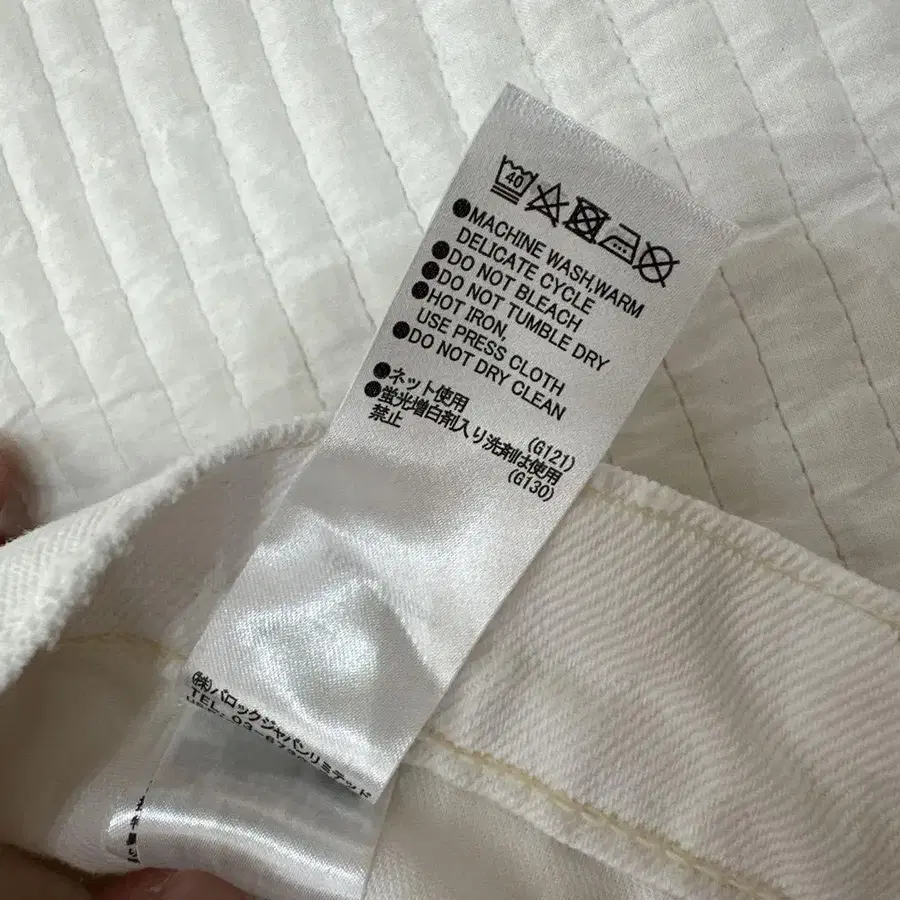 40
●MACHINE WASH,WARM
DELICATE CYCLE
●DO NOT BLEACH
●DO NOT TUMBLE DRY
●HOT IRON,
USE PRESS CLOTH
●DO NOT DRY CLEAN
●ネット使用
(G121)
●蛍光増白剤入り洗剤は使用
禁止
(G130)
(株)バロックジャパンリミテッド
TEL: